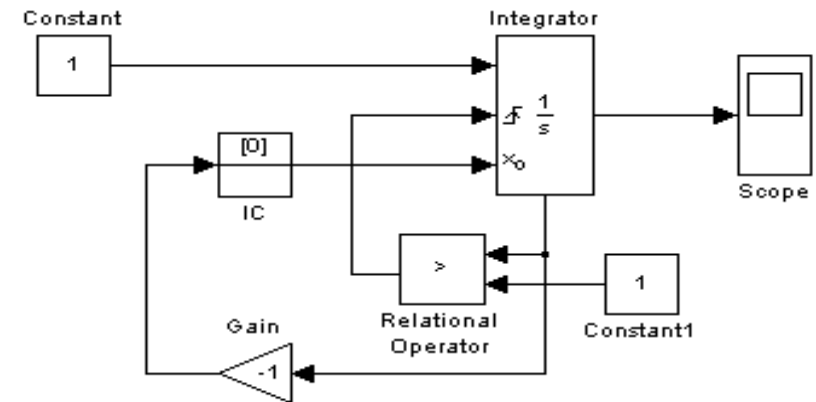 Constant
Integrator
1
1
s
x₀
[0]
IC
Scope
>
1
Relational
Operator
Constant1
Gain
-1